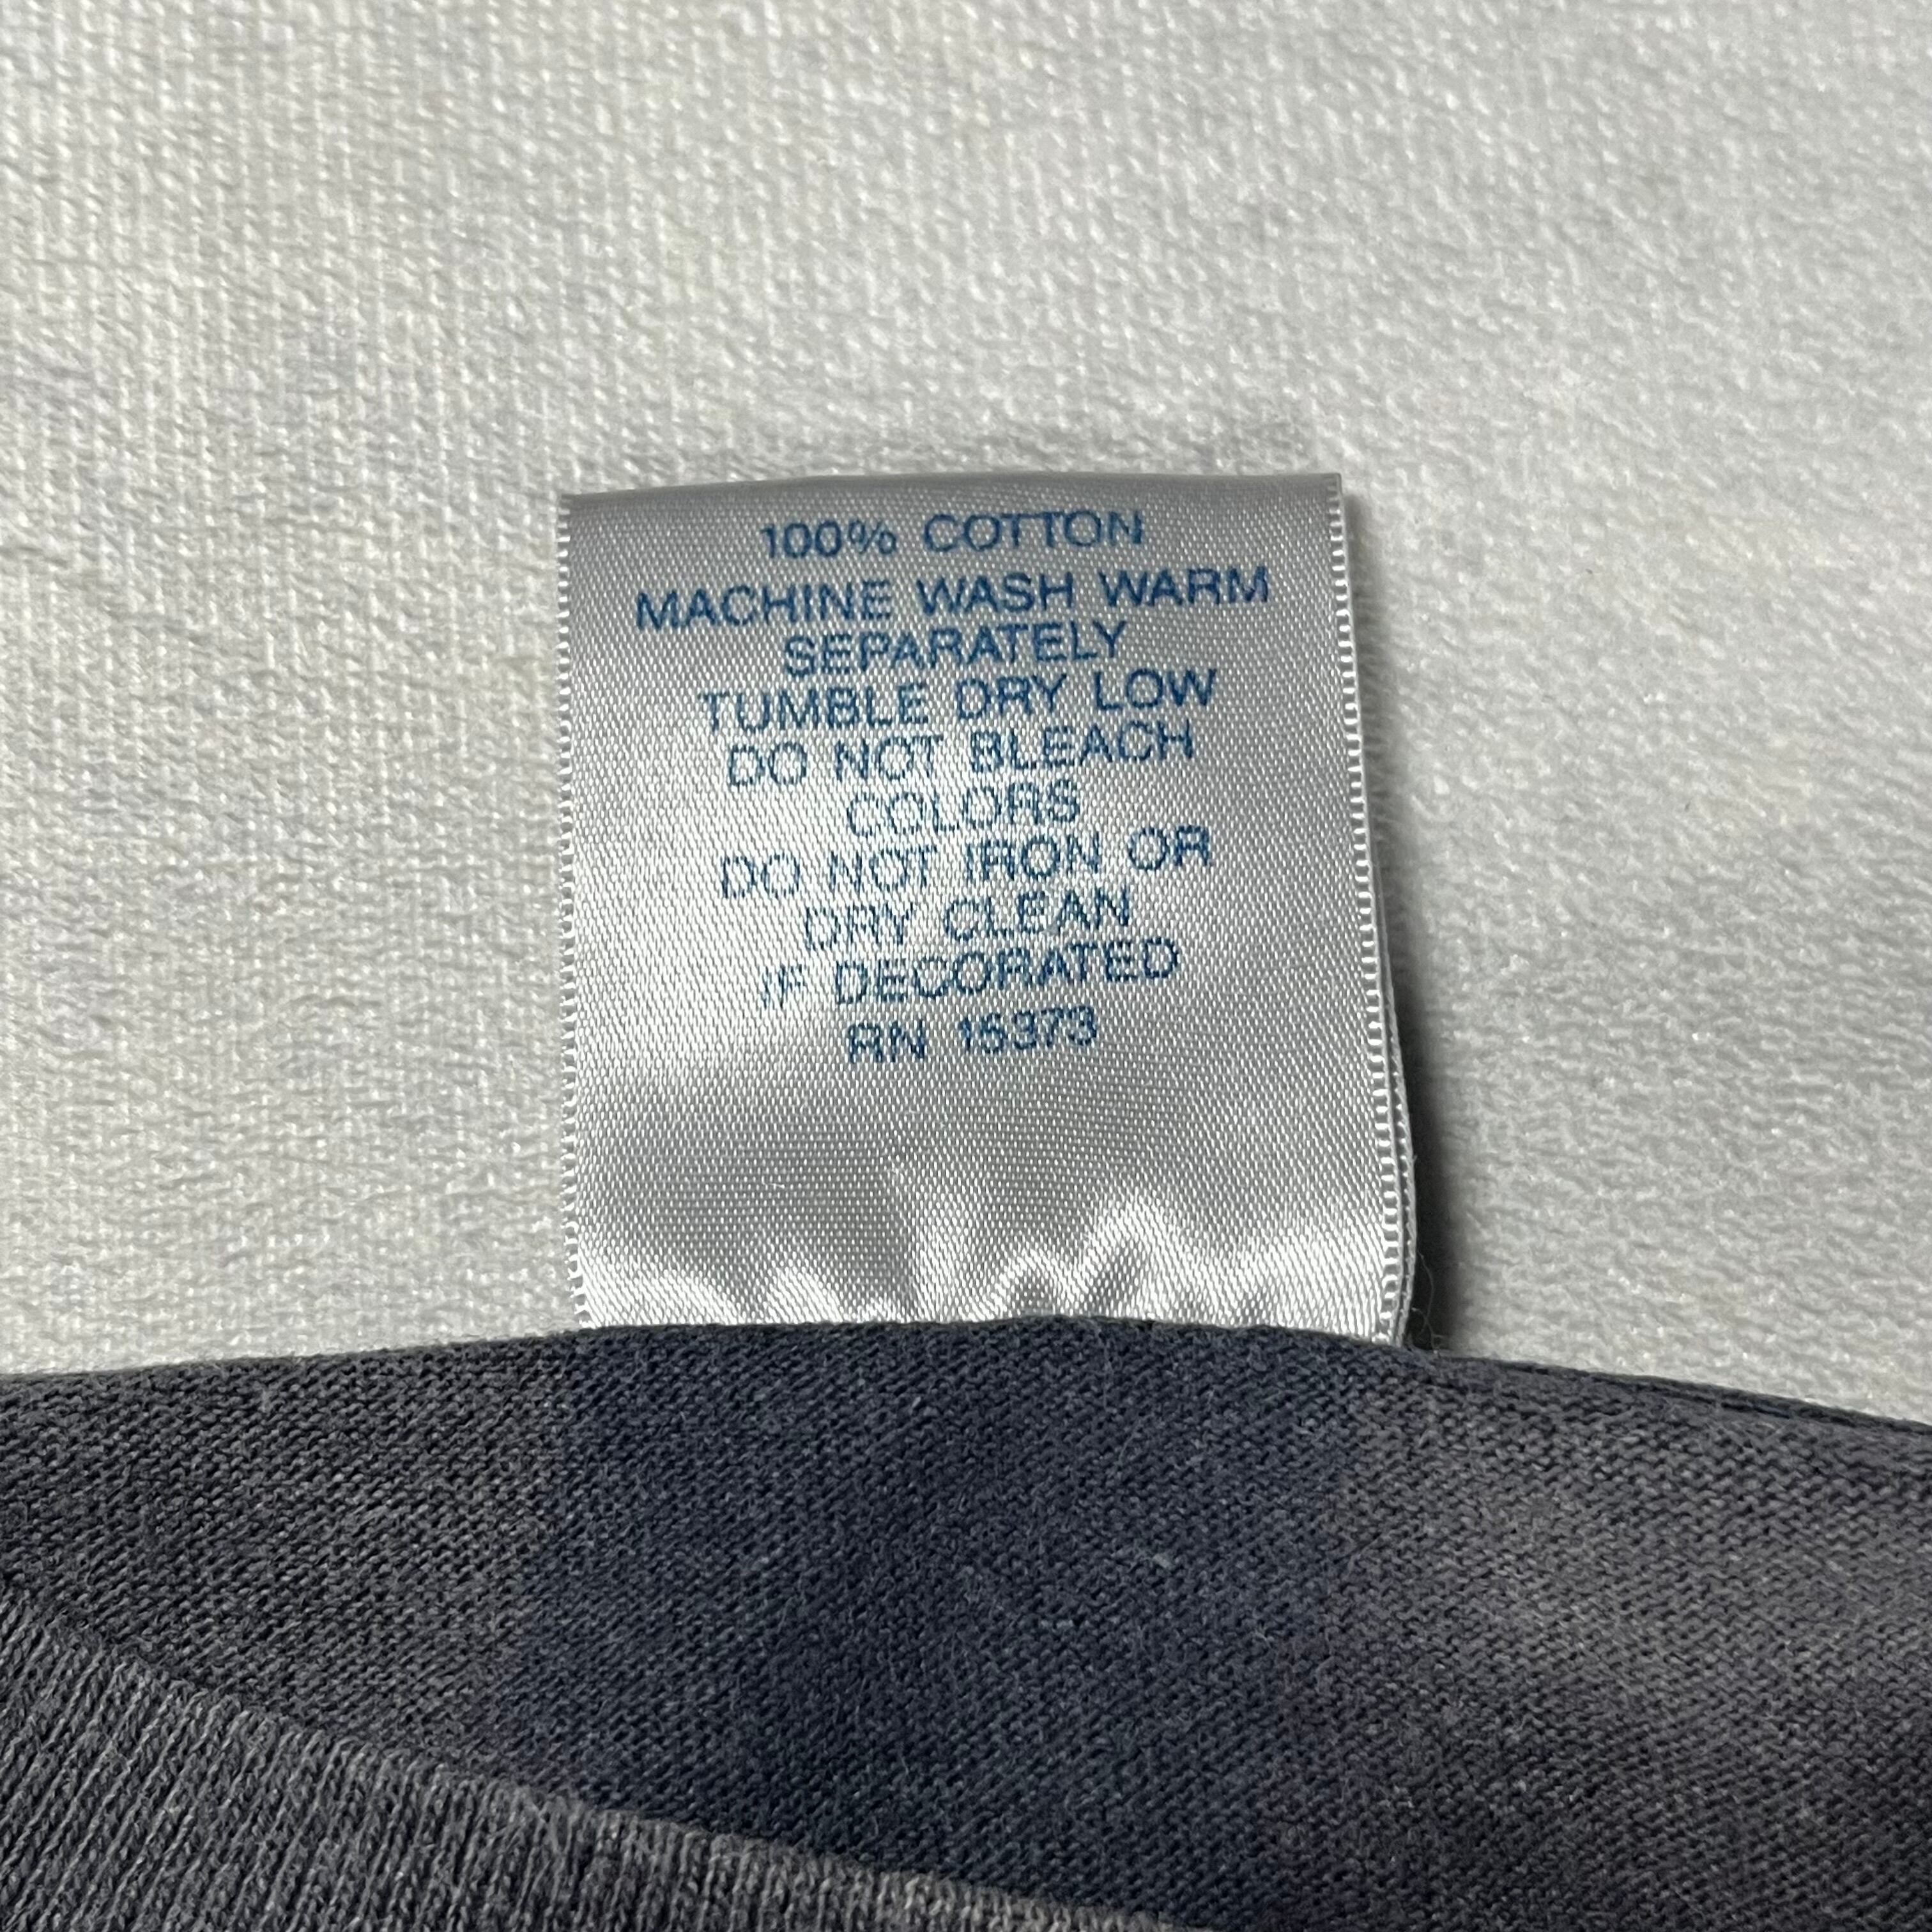 100% COTTON
MACHINE WASH WARM
SEPARATELY
TUMBLE DRY LOW
DO NOT BLEACH
COLORS
DO NOT IRON OR
DRY CLEAN
IF DECORATED
RN 15373